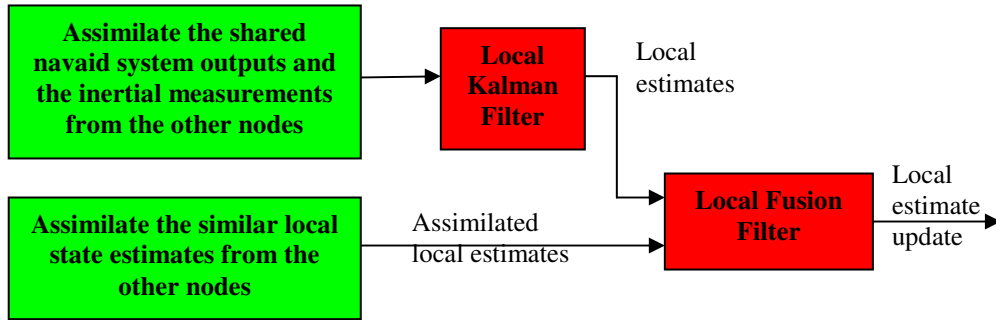 Assimilate the shared
navaid system outputs and
the inertial measurements
from the other nodes
Local
Kalman
Filter
Local
estimates
Assimilate the similar local
state estimates from the
other nodes
Assimilated
local estimates
Local Fusion
Filter
Local
estimate
update